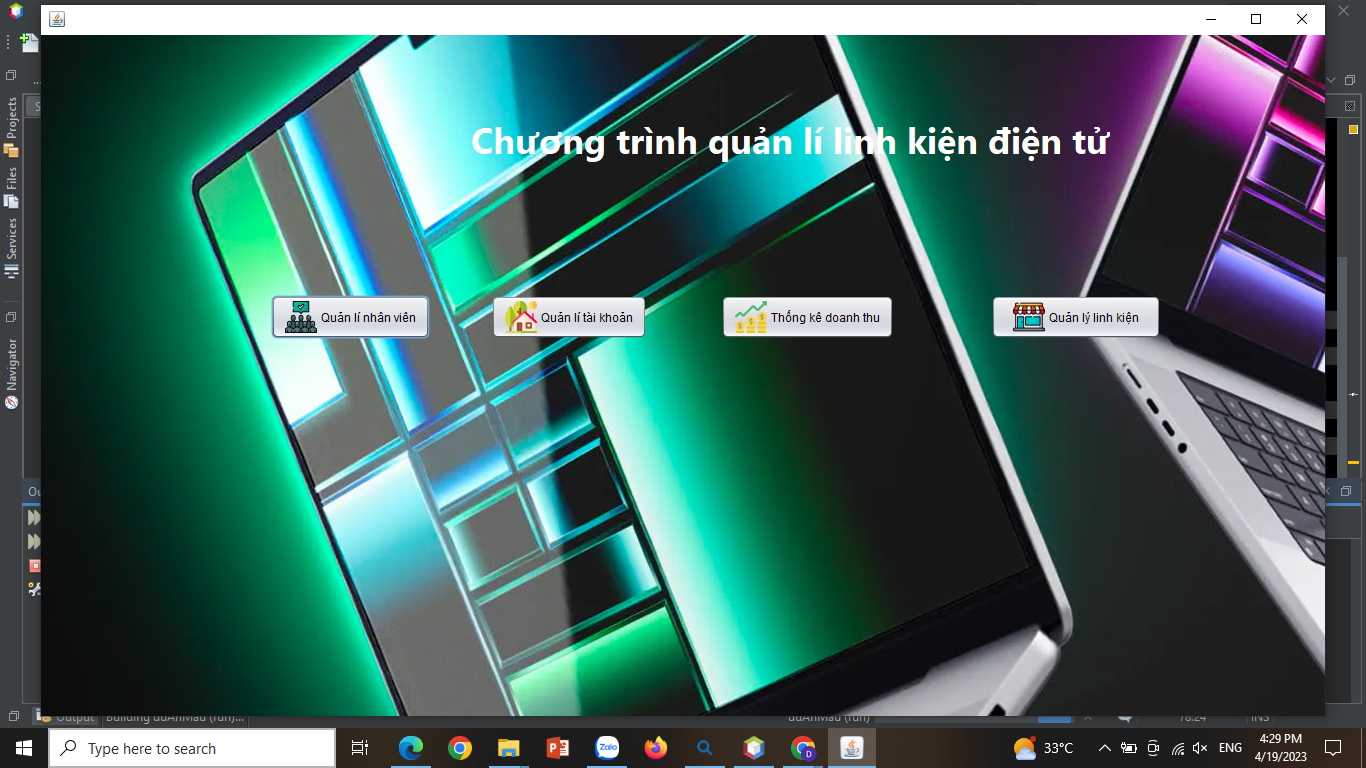 Chương trình quản lí linh kiện điện tử
Quản lí nhân viên
Quản lí tài khoản
Thống kê doanh thu
Quản lý linh kiện
Projects
Files
Services
Navigator
Output
Building duAnMau (run)...
duAnMau (run)
78:24
INS
Type here to search
Zalo
33°C
ENG
4:29 PM
4/19/2023